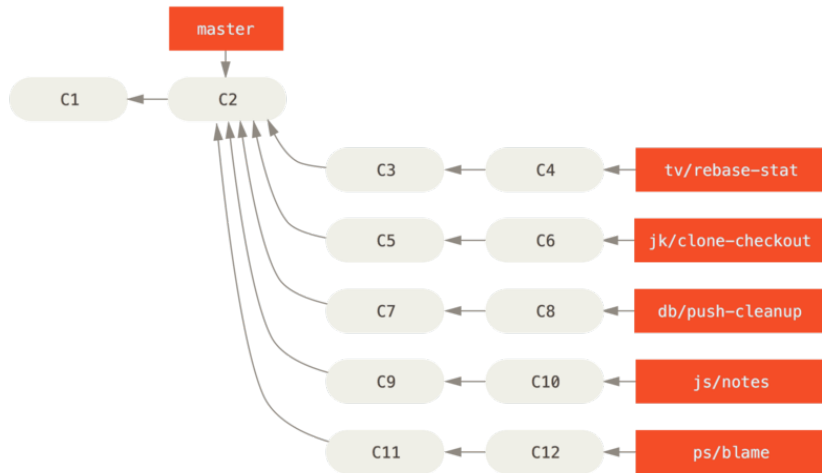 master
C1
C2
C3
C4
tv/rebase-stat
C5
C6
jk/clone-checkout
C7
C8
db/push-cleanup
C9
C10
js/notes
C11
C12
ps/blame